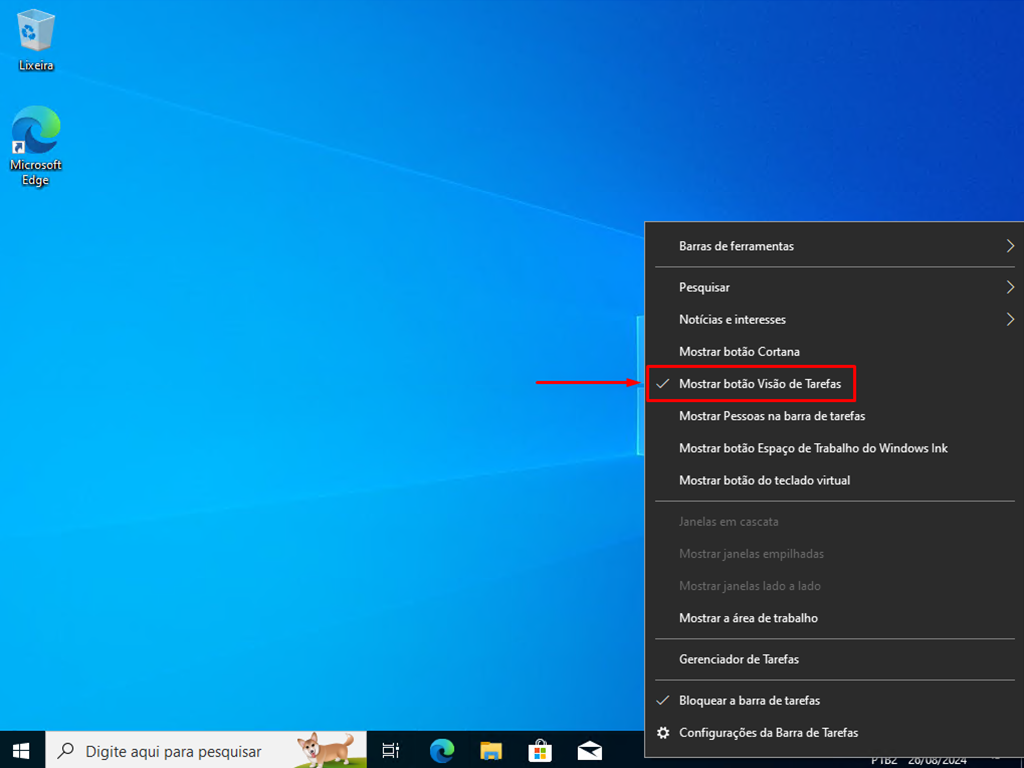 Lixeira
Microsoft
Edge
Barras de ferramentas
Pesquisar
Notícias e interesses
Mostrar botão Cortana
Mostrar botão Visão de Tarefas
Mostrar Pessoas na barra de tarefas
Mostrar botão Espaço de Trabalho do Windows Ink
Mostrar botão do teclado virtual
Janelas em cascata
Mostrar janelas empilhadas
Mostrar janelas lado a lado
Mostrar a área de trabalho
Gerenciador de Tarefas
Bloquear a barra de tarefas
Configurações da Barra de Tarefas
Digite aqui para pesquisar
PTB2 26/08/2024